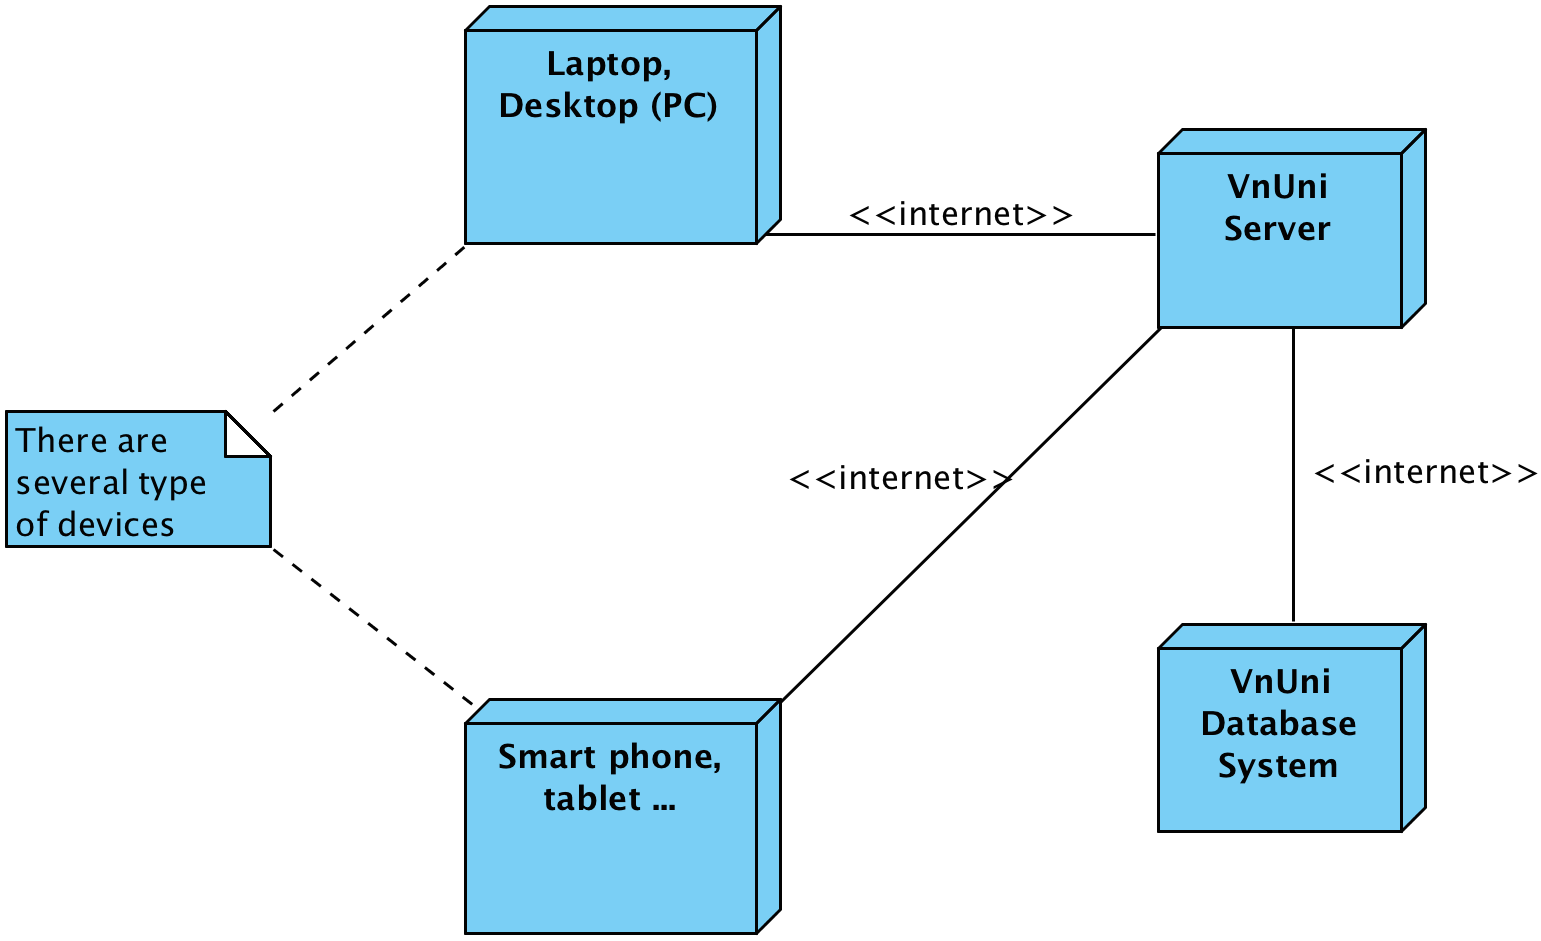 Laptop,
Desktop (PC)
<<internet>>
VnUni
Server
There are
several type
of devices
<<internet>>
<<internet>>
Smart phone,
tablet ...
VnUni
Database
System